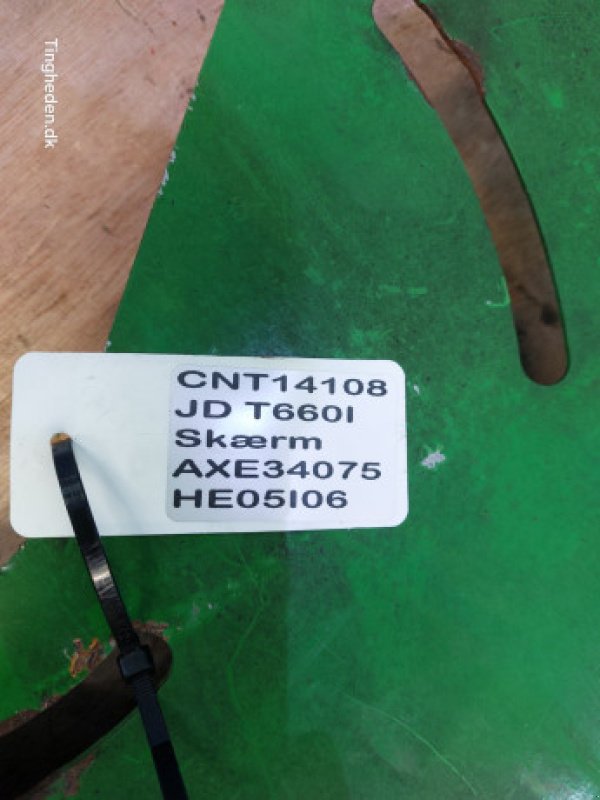 Tingheden.dk
CNT14108
JD T660I
Skærm
AXE34075
HE05I06